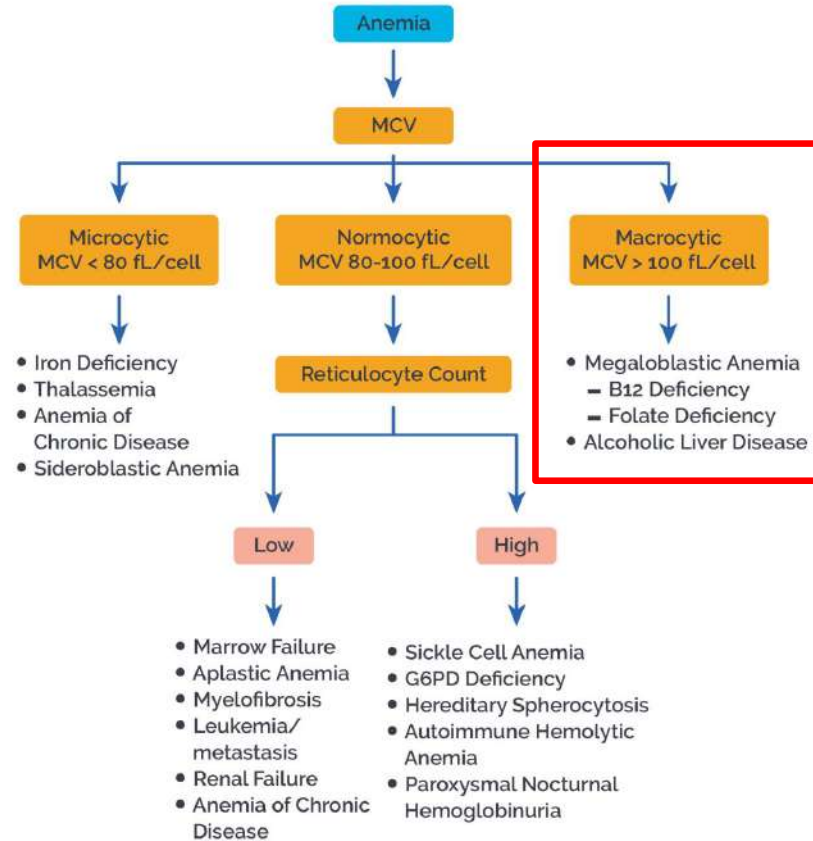 Anemia
MCV
Microcytic
MCV < 80 fL/cell
Normocytic
MCV 80-100 fL/cell
Macrocytic
MCV > 100 fL/cell
• Iron Deficiency
• Thalassemia
• Anemia of
Chronic Disease
• Sideroblastic Anemia
Reticulocyte Count
• Megaloblastic Anemia
– B12 Deficiency
– Folate Deficiency
• Alcoholic Liver Disease
Low
High
• Marrow Failure
• Aplastic Anemia
• Myelofibrosis
• Leukemia/
metastasis
• Renal Failure
• Anemia of Chronic
Disease
• Sickle Cell Anemia
• G6PD Deficiency
• Hereditary Spherocytosis
• Autoimmune Hemolytic
Anemia
• Paroxysmal Nocturnal
Hemoglobinuria